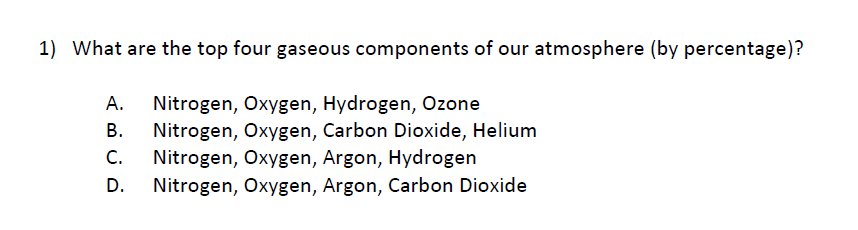 1) What are the top four gaseous components of our atmosphere (by percentage)?
A. Nitrogen, Oxygen, Hydrogen, Ozone
B. Nitrogen, Oxygen, Carbon Dioxide, Helium
C. Nitrogen, Oxygen, Argon, Hydrogen
D. Nitrogen, Oxygen, Argon, Carbon Dioxide